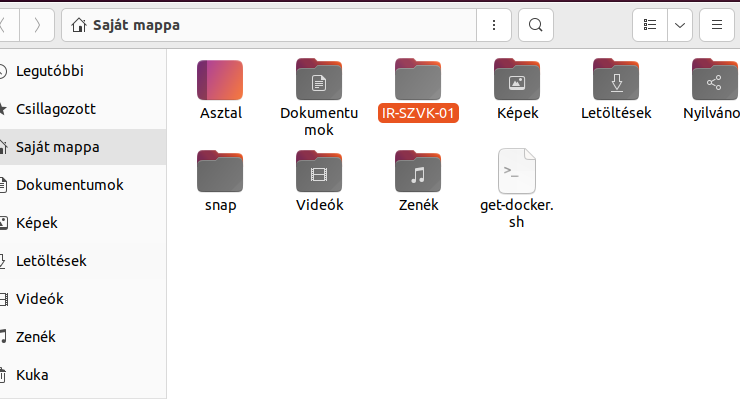 Saját mappa
Legutóbbi
Csillagozott
Saját mappa
Dokumentumok
Képek
Letöltések
Videók
Zenék
Kuka
Asztal
Dokumentu
mok
IR-SZVK-01
Képek
Letöltések
Nyilváno
snap
Videók
Zenék
>_
get-docker.
sh